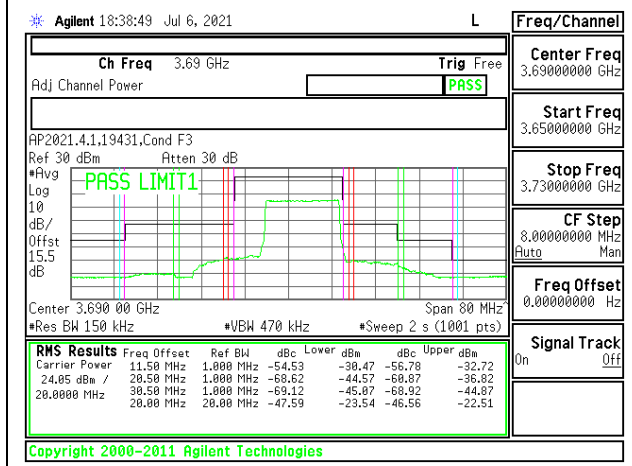 Agilent 18:38:49 Jul 6, 2021 L
Freq/Channel
Ch Freq 3.69 GHz Trig Free
Adj Channel Power PASS
Center Freq
3.69000000 GHz
Start Freq
3.65000000 GHz
AP2021.4.1,19431,Cond F3
Ref 30 dBm Atten 30 dB
#Avg
Log
10
dB/
Offst
15.5
dB
PASS LIMIT1
Stop Freq
3.73000000 GHz
CF Step
8.00000000 MHz
Auto Man
Freq Offset
0.00000000 Hz
Center 3.690 00 GHz Span 80 MHz^
#Res BW 150 kHz #VBW 470 kHz #Sweep 2 s (1001 pts)
Signal Track
On Off
RMS Results Freq Offset Ref BW dBc Lower dBm dBc Upper dBm
Carrier Power 11.50 MHz 1.000 MHz -54.53 -30.47 -56.78 -32.72
24.05 dBm / 20.50 MHz 1.000 MHz -68.62 -44.57 -60.87 -36.82
20.0000 MHz 30.50 MHz 1.000 MHz -69.12 -45.07 -68.92 -44.87
20.00 MHz 20.00 MHz -47.59 -23.54 -46.56 -22.51
Copyright 2000-2011 Agilent Technologies